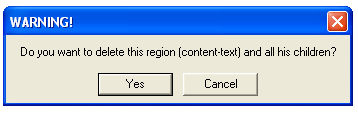 WARNING!
Do you want to delete this region (content-text) and all his children?
Yes
Cancel